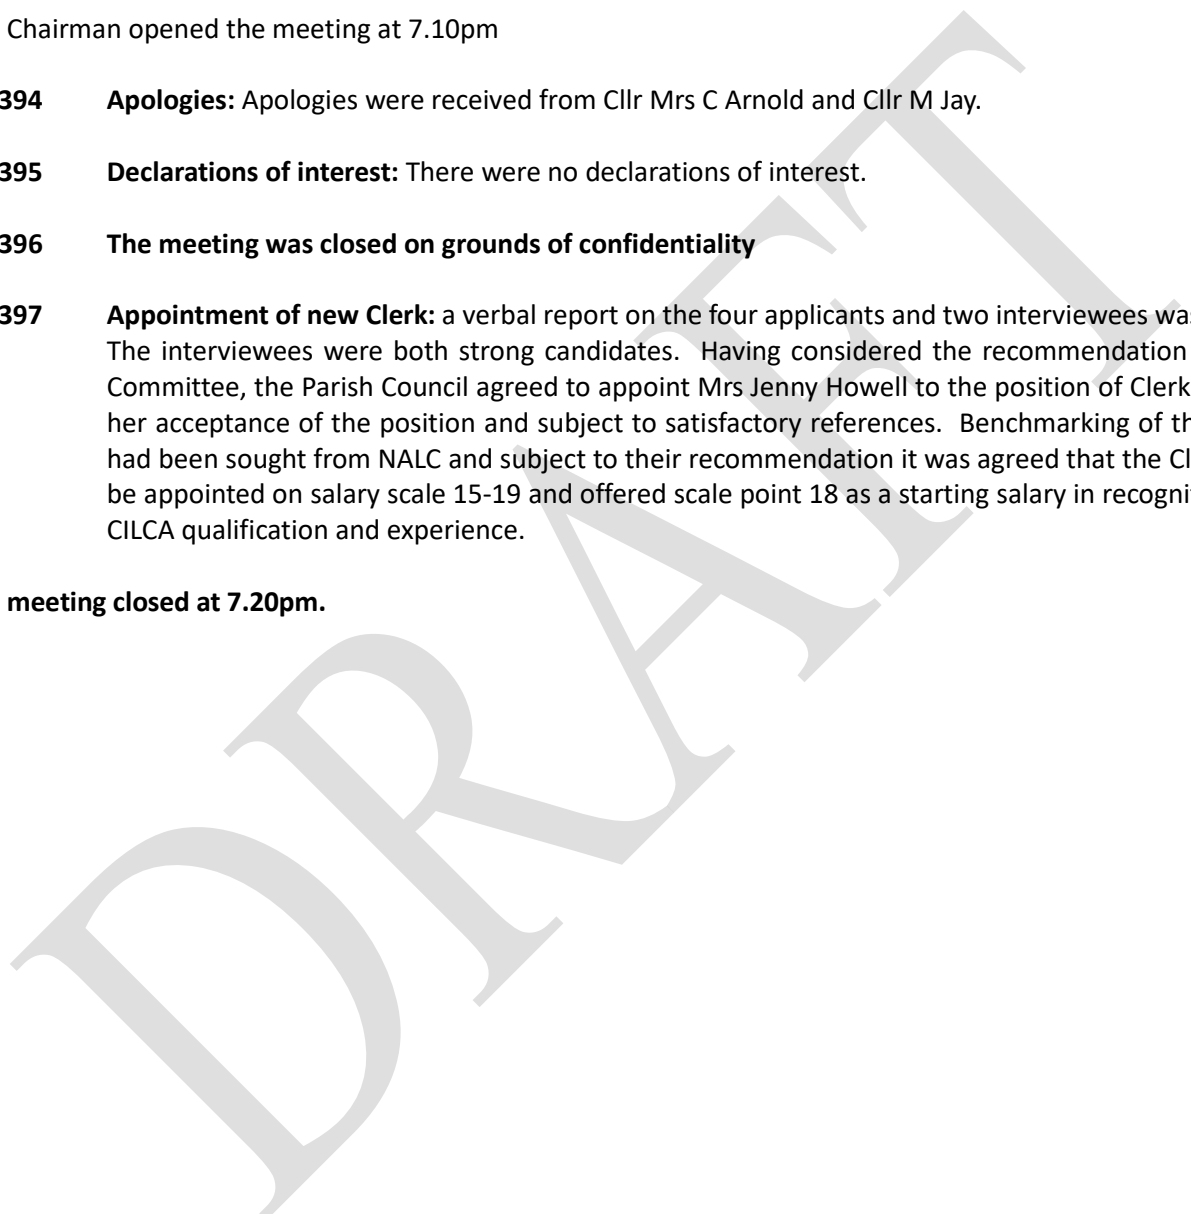 Chairman opened the meeting at 7.10pm
394 Apologies: Apologies were received from Cllr Mrs C Arnold and Cllr M Jay.
395 Declarations of interest: There were no declarations of interest.
396 The meeting was closed on grounds of confidentiality
397 Appointment of new Clerk: a verbal report on the four applicants and two interviewees was
The interviewees were both strong candidates. Having considered the recommendation
Committee, the Parish Council agreed to appoint Mrs Jenny Howell to the position of Clerk
her acceptance of the position and subject to satisfactory references. Benchmarking of th
had been sought from NALC and subject to their recommendation it was agreed that the Cl
be appointed on salary scale 15-19 and offered scale point 18 as a starting salary in recogni
CILCA qualification and experience.
meeting closed at 7.20pm.
DRAFT